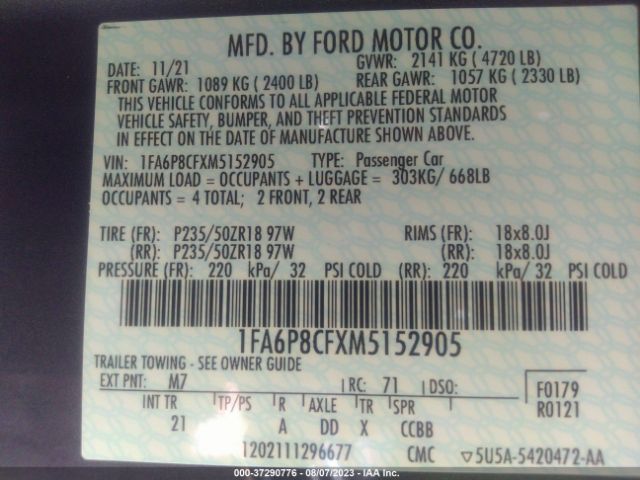 MFD. BY FORD MOTOR CO.
DATE: 11/21 GVWR: 2141 KG ( 4720 LB)
FRONT GAWR: 1089 KG ( 2400 LB) REAR GAWR: 1057 KG ( 2330 LB)
THIS VEHICLE CONFORMS TO ALL APPLICABLE FEDERAL MOTOR
VEHICLE SAFETY, BUMPER, AND THEFT PREVENTION STANDARDS
IN EFFECT ON THE DATE OF MANUFACTURE SHOWN ABOVE.
VIN: 1FA6P8CFXM5152905 TYPE: Passenger Car
MAXIMUM LOAD = OCCUPANTS + LUGGAGE = 303KG/ 668LB
OCCUPANTS = 4 TOTAL; 2 FRONT, 2 REAR
TIRE (FR): P235/50ZR18 97W RIMS (FR): 18x8.0J
(RR): P235/50ZR18 97W (RR): 18x8.0J
PRESSURE (FR): 220 kPa/ 32 PSI COLD (RR): 220 kPa/ 32 PSI COLD
1FA6P8CFXM5152905
TRAILER TOWING - SEE OWNER GUIDE
EXT PNT: M7 RC: 71 DSO: F0179
R0121
INT TR TP/PS R AXLE TR SPR
21 A DD X CCBB
1202111296677 CMC ▽5U5A-5420472-AA
000-37290776 - 08/07/2023 - IAA Inc.